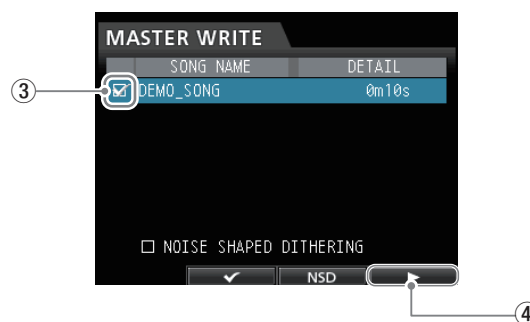 MASTER WRITE
SONG NAME DETAIL
③
DEMO_SONG 0m10s
☐ NOISE SHAPED DITHERING
✔ NSD ►
④